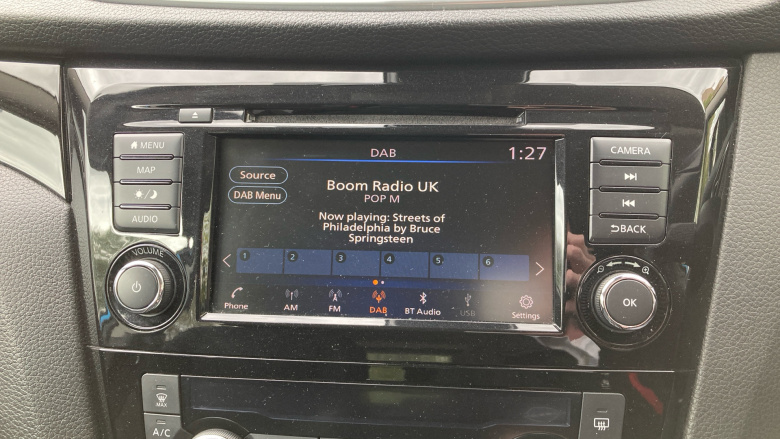 MENU
MAP
AUDIO
VOLUME
DAB
1:27
Source
DAB Menu
Boom Radio UK
POP M
Now playing: Streets of
Philadelphia by Bruce
Springsteen
1 2 3 4 5 6
Phone AM FM DAB BT Audio USB Settings
CAMERA
BACK
OK
MAX
A/C